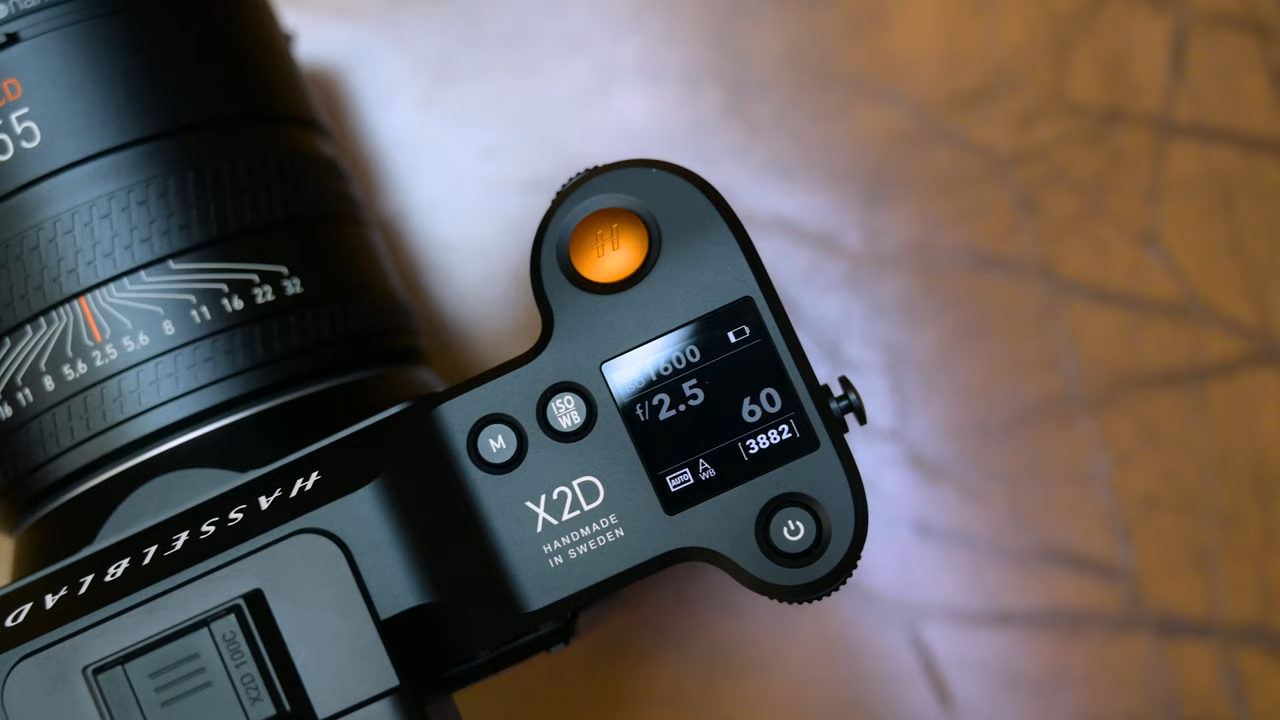 55
32 22 16 11 8 5.6 2.5 5.6 8 11 16
H
ISO 1600
f/2.5
60
[3882]
AUTO
A
WB
M
ISO
WB
X2D
HANDMADE
IN SWEDEN
HASSELBLAD
X2D 100C